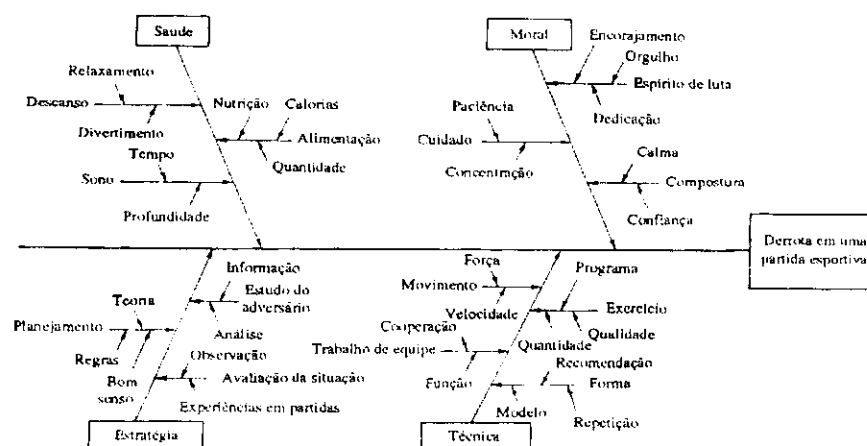 Saude
Moral
Relaxamento
Descanso
Divertimento
Tempo
Sono
Profundidade
Nutrição
Calorias
Alimentação
Quantidade
Encorajamento
Orgulho
Espírito de luta
Dedicação
Paciência
Cuidado
Concentração
Calma
Compostura
Confiança
Derrota em uma
partida esportiva
Informação
Estudo do
adversário
Análise
Teoria
Planejamento
Regras
Bom
senso
Observação
Avaliação da situação
Experiências em partidas
Estratégia
Força
Movimento
Velocidade
Programa
Exercício
Qualidade
Quantidade
Cooperação
Trabalho de equipe
Função
Recomendação
Forma
Modelo
Repetição
Técnica